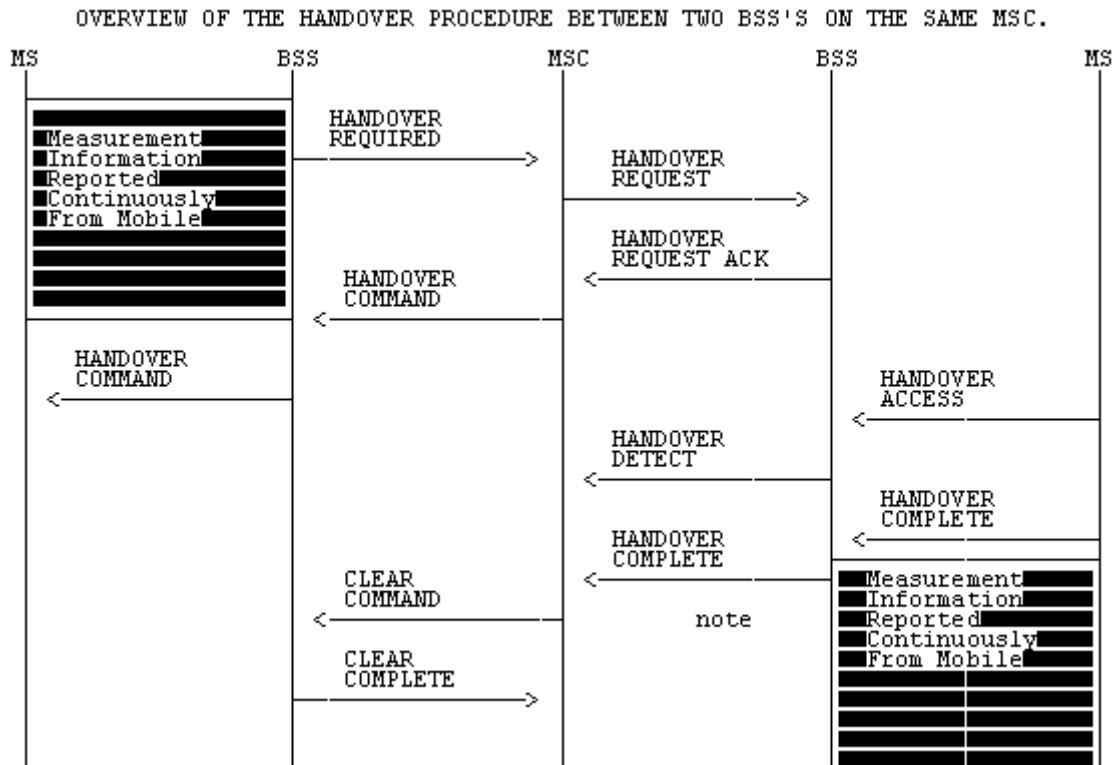 OVERVIEW OF THE HANDOVER PROCEDURE BETWEEN TWO BSS'S ON THE SAME MSC.
MS BSS MSC BSS MS
HANDOVER
REQUIRED
Measurement
Information
Reported
Continuously
From Mobile
HANDOVER
REQUEST
HANDOVER
REQUEST ACK
HANDOVER
COMMAND
HANDOVER
COMMAND
HANDOVER
ACCESS
HANDOVER
DETECT
HANDOVER
COMPLETE
HANDOVER
COMPLETE
CLEAR
COMMAND
note
Measurement
Information
Reported
Continuously
From Mobile
CLEAR
COMPLETE